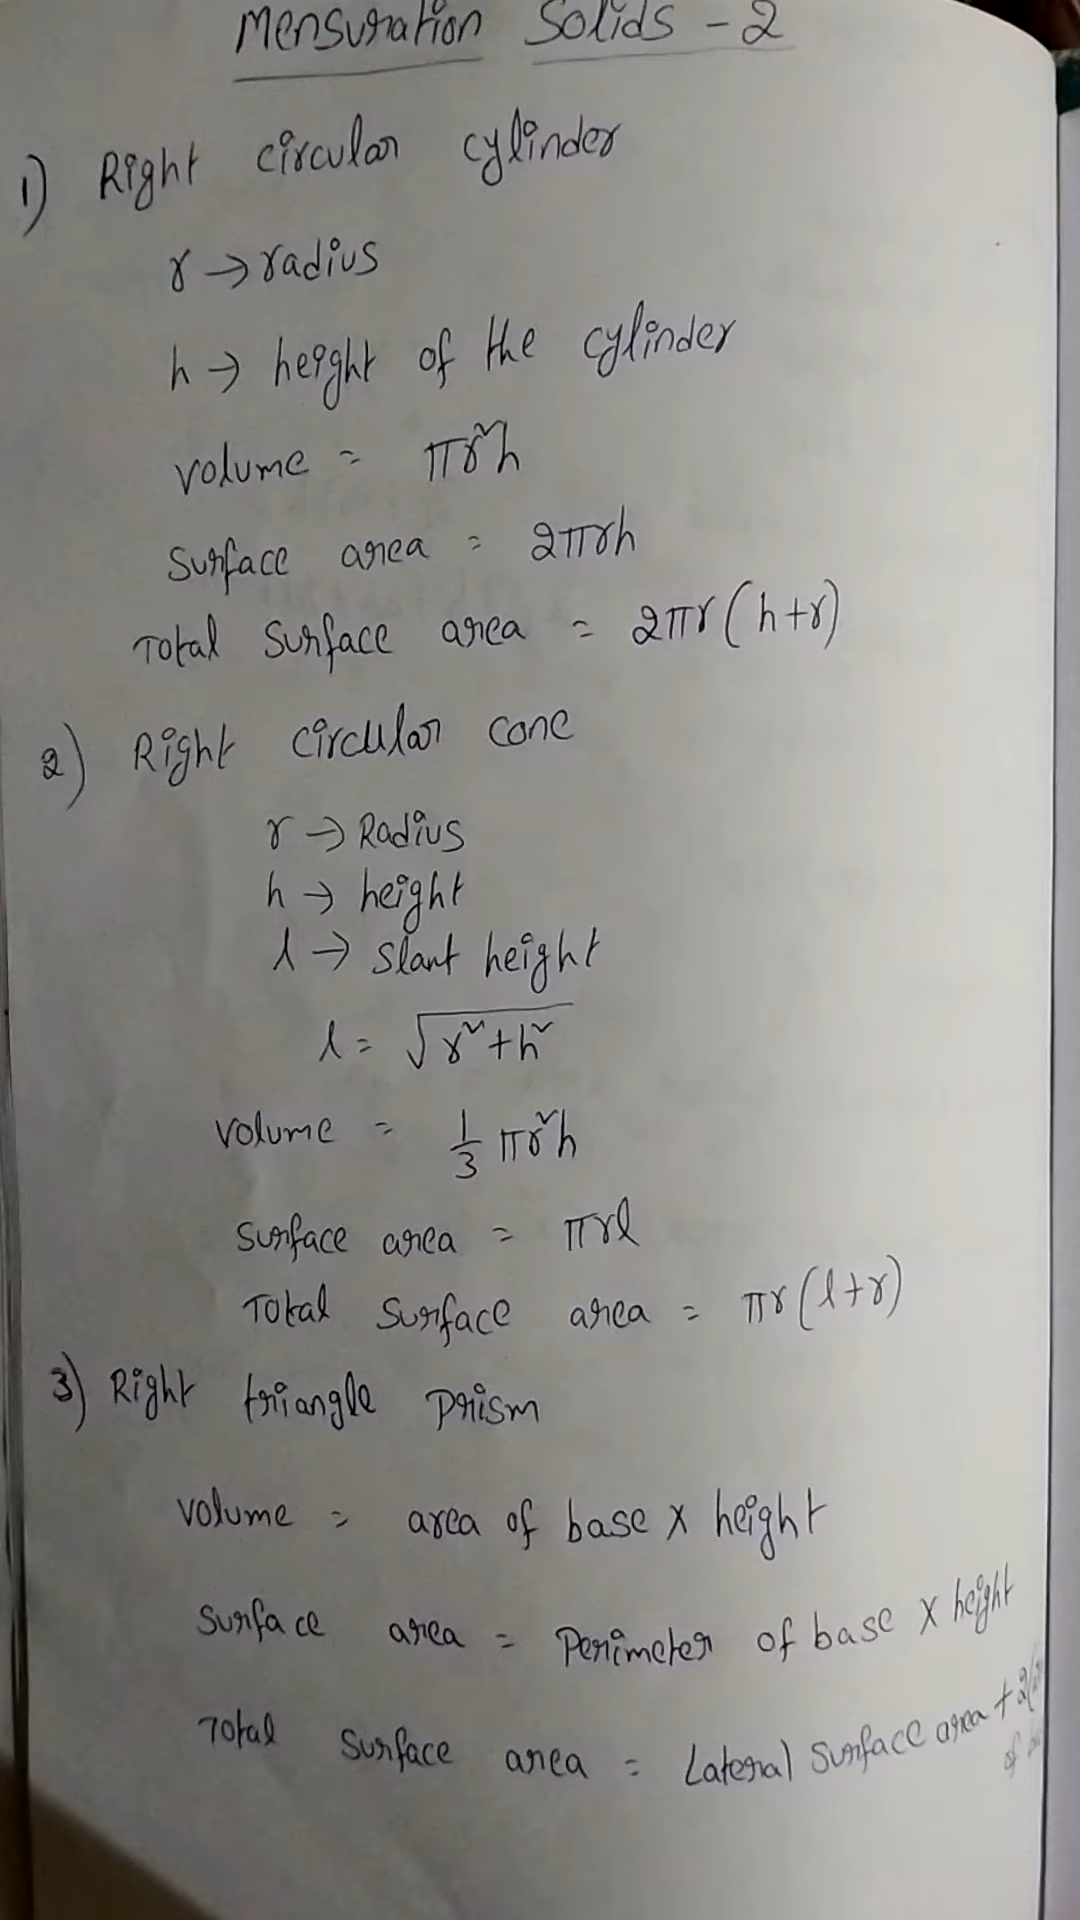 Mensuration Solids - 2
1) Right circular cylinder
r → radius
h → height of the cylinder
volume = πr²h
Surface area = 2πrh
Total Surface area = 2πr (h+r)
2) Right circular cone
r → Radius
h → height
l → slant height
l = √r²+h²
volume = 1/3 πr²h
Surface area = πrl
Total Surface area = πr (l+r)
3) Right triangle Prism
volume = area of base x height
Surface area = Perimeter of base x height
Total Surface area = Lateral Surface area + 2(
of